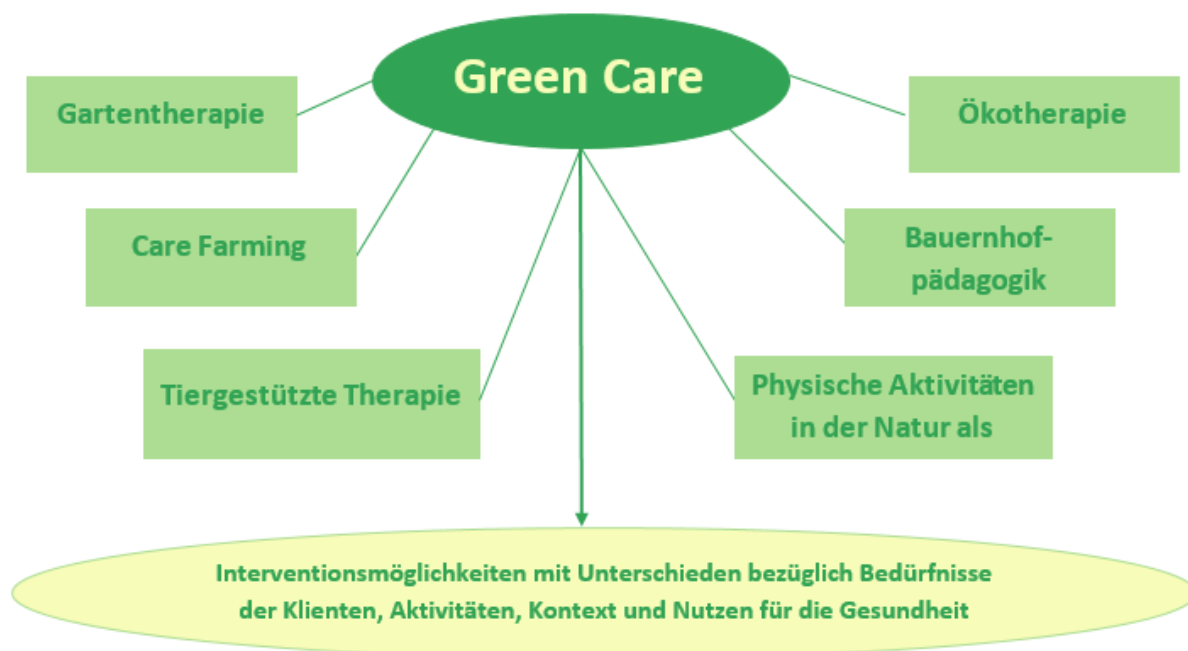 Green Care
Gartentherapie
Ökotherapie
Care Farming
Bauernhof-
pädagogik
Tiergestützte Therapie
Physische Aktivitäten
in der Natur als
Interventionsmöglichkeiten mit Unterschieden bezüglich Bedürfnisse
der Klienten, Aktivitäten, Kontext und Nutzen für die Gesundheit